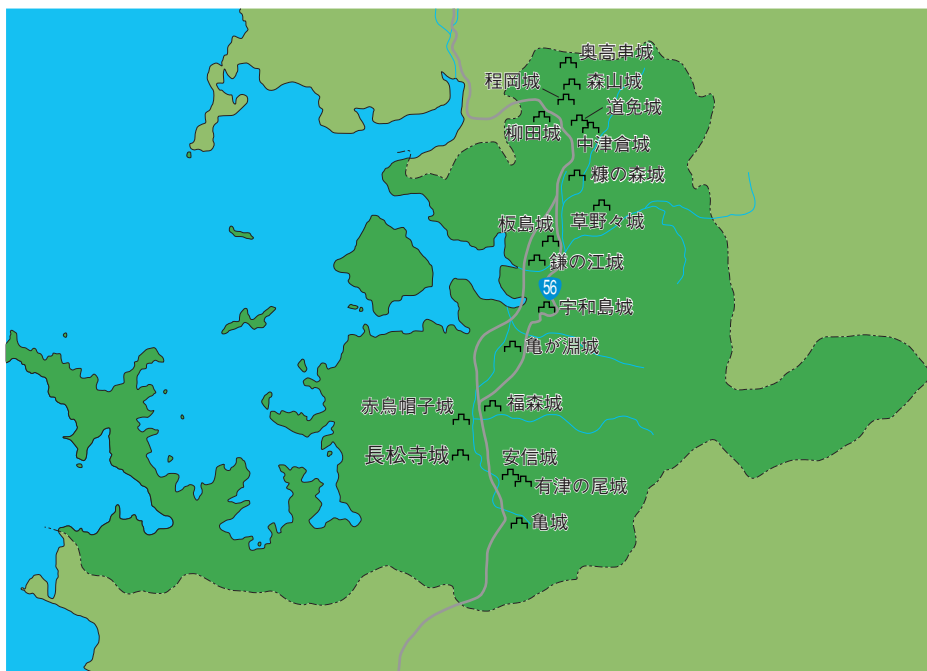 奥高串城
程岡城
森山城
道免城
柳田城
中津倉城
糠の森城
草野々城
板島城
鎌の江城
56
宇和島城
亀が淵城
赤烏帽子城
福森城
長松寺城
安信城
有津の尾城
亀城